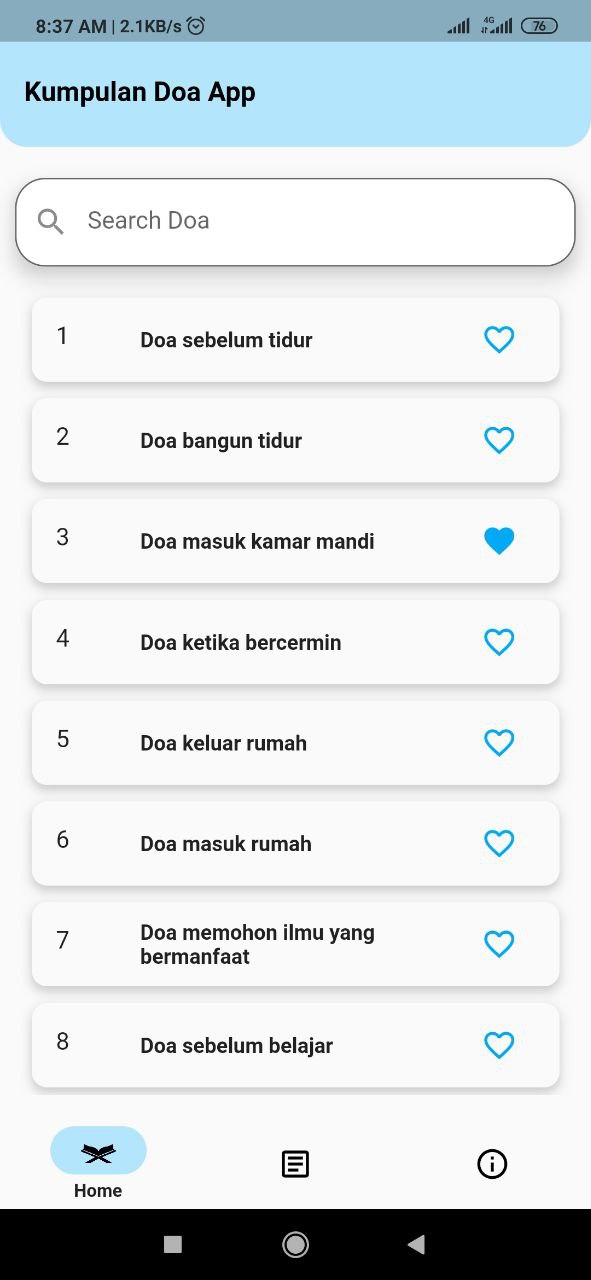 8:37 AM | 2.1KB/s
4G
76
Kumpulan Doa App
Search Doa
1
Doa sebelum tidur
2
Doa bangun tidur
3
Doa masuk kamar mandi
4
Doa ketika bercermin
5
Doa keluar rumah
6
Doa masuk rumah
7
Doa memohon ilmu yang
bermanfaat
8
Doa sebelum belajar
Home